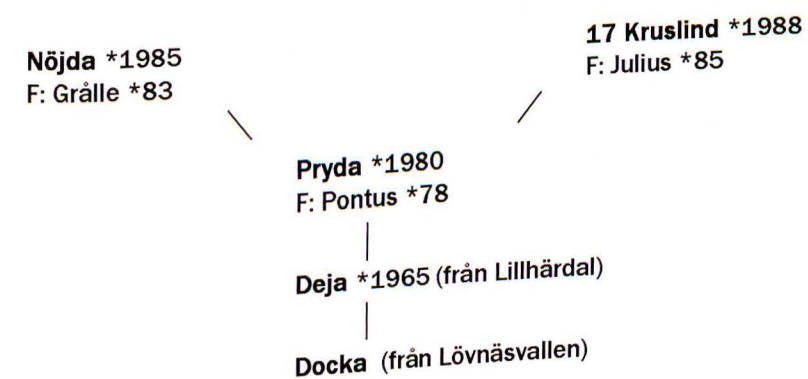 Nöjda *1985
F: Grålle *83
17 Kruslind *1988
F: Julius *85
Pryda *1980
F: Pontus *78
Deja *1965 (från Lillhärdal)
Docka (från Lövnäsvallen)